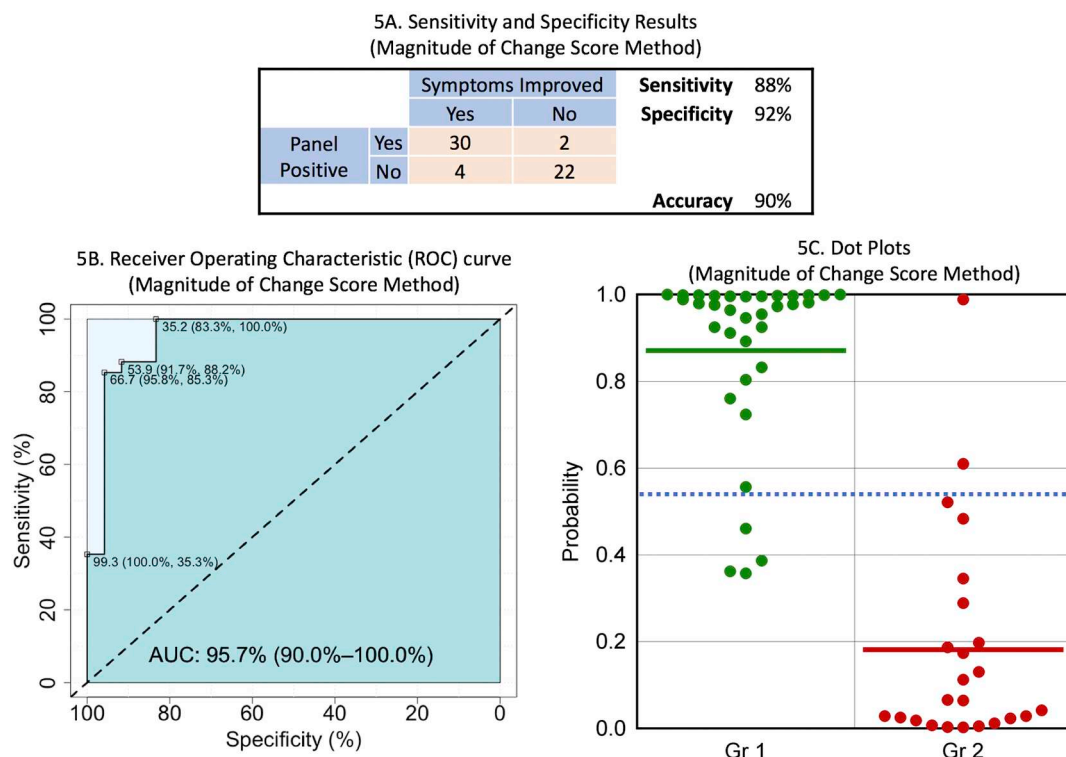 5A. Sensitivity and Specificity Results
(Magnitude of Change Score Method)
Symptoms Improved
Sensitivity 88%
Yes No
Specificity 92%
Panel Positive
Yes 30 2
No 4 22
Accuracy 90%
5B. Receiver Operating Characteristic (ROC) curve
(Magnitude of Change Score Method)
Sensitivity (%)
100
80
60
40
20
0
35.2 (83.3%, 100.0%)
53.9 (91.7%, 88.2%)
66.7 (95.8%, 85.3%)
99.3 (100.0%, 35.3%)
AUC: 95.7% (90.0%–100.0%)
100 80 60 40 20 0
Specificity (%)
5C. Dot Plots
(Magnitude of Change Score Method)
Probability
1.0
0.8
0.6
0.4
0.2
0.0
Gr 1 Gr 2